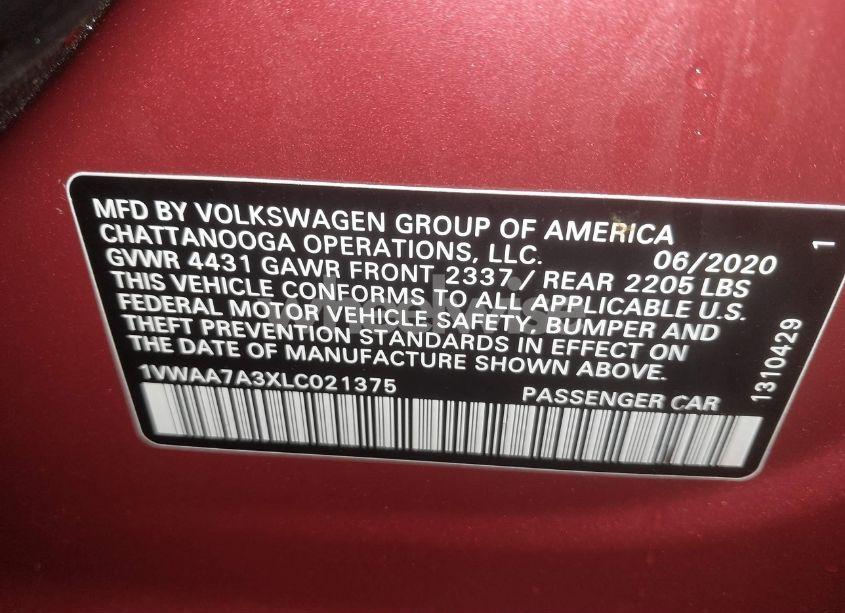 MFD BY VOLKSWAGEN GROUP OF AMERICA
CHATTANOOGA OPERATIONS, LLC. 06/2020 1
GVWR 4431 GAWR FRONT 2337/ REAR 2205 LBS
THIS VEHICLE CONFORMS TO ALL APPLICABLE U.S.
FEDERAL MOTOR VEHICLE SAFETY, BUMPER AND
THEFT PREVENTION STANDARDS IN EFFECT ON
THE DATE OF MANUFACTURE SHOWN ABOVE.
1VWAA7A3XLC021375 PASSENGER CAR
1310429